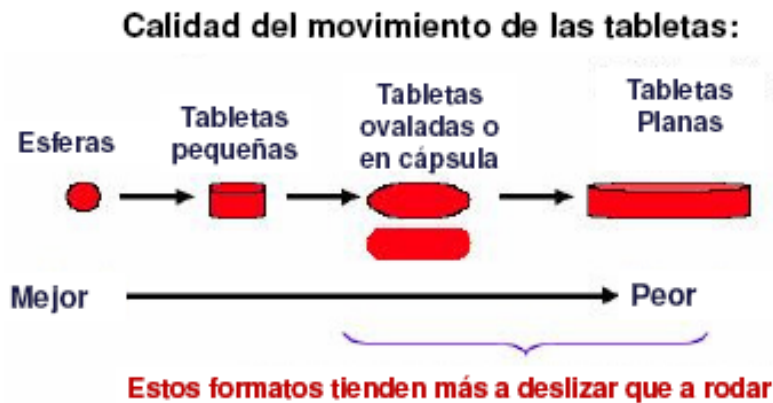 Calidad del movimiento de las tabletas:
Esferas
Tabletas
pequeñas
Tabletas
ovaladas o
en cápsula
Tabletas
Planas
Mejor
Peor
Estos formatos tienden más a deslizar que a rodar